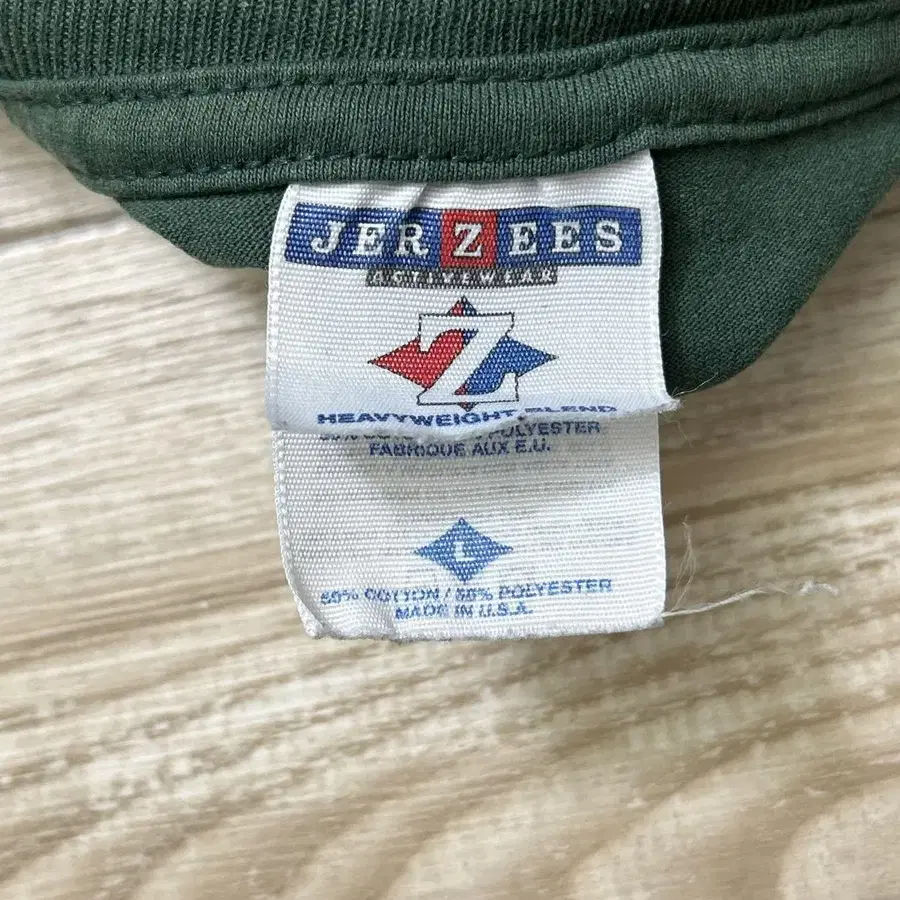 JERZEES
ACTIVEWEAR
Z
HEAVYWEIGHT BLEND
POLYESTER
FABRIQUE AUX E.U.
L
50% COTTON / 50% POLYESTER
MADE IN U.S.A.